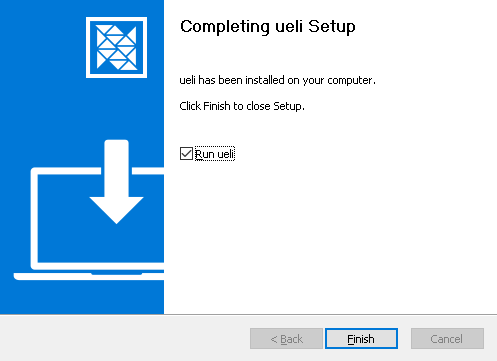 Completing ueli Setup
ueli has been installed on your computer.
Click Finish to close Setup.
Run ueli
< Back
Finish
Cancel